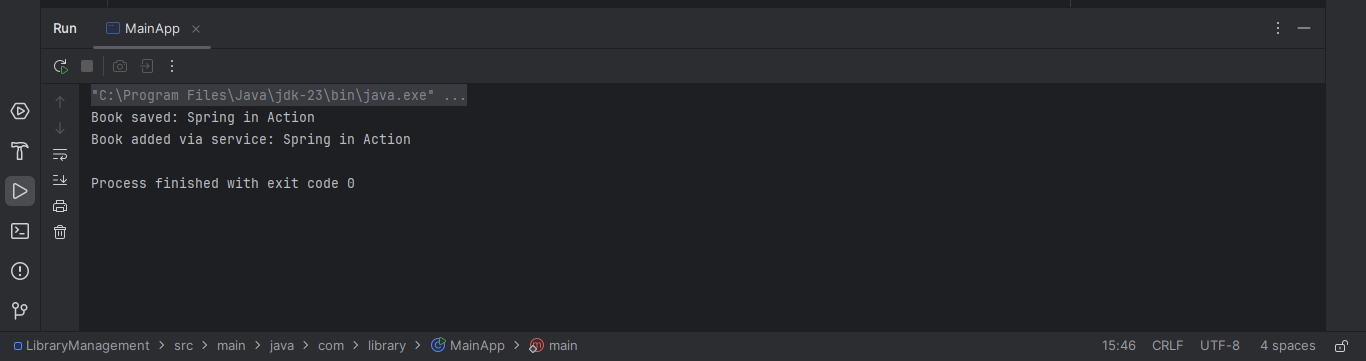 Run MainApp
"C:\Program Files\Java\jdk-23\bin\java.exe" ...
Book saved: Spring in Action
Book added via service: Spring in Action
Process finished with exit code 0
LibraryManagement > src > main > java > com > library > MainApp > main 15:46 CRLF UTF-8 4 spaces